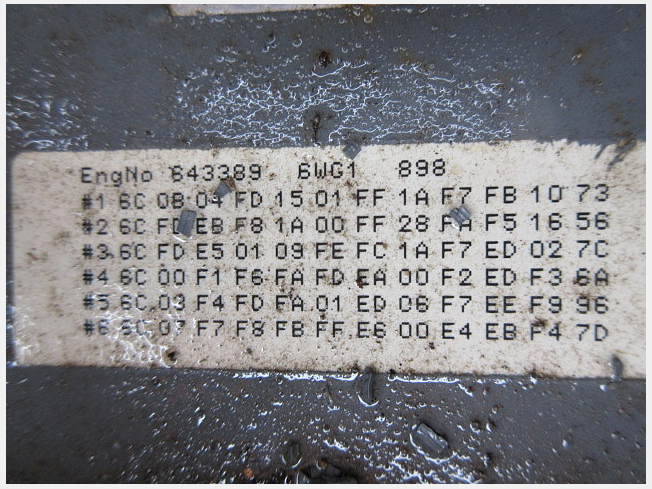 EngNo 643389 6WG1 898
#1 6C 08 04 FD 15 01 FF 1A F7 FB 10 73
#2 6C EB F8 1A 00 FF 28 FA F5 16 56
#3 6C FD E5 01 09 FE FC 1A F7 ED 02 7C
#4 6C 00 F1 F6 FA FD EA 00 F2 ED F3 6A
#5 6C 03 F4 FD FA 01 ED 06 F7 EE F9 96
#6 6C 07 F7 F8 FB FF E6 00 E4 EB F4 7D